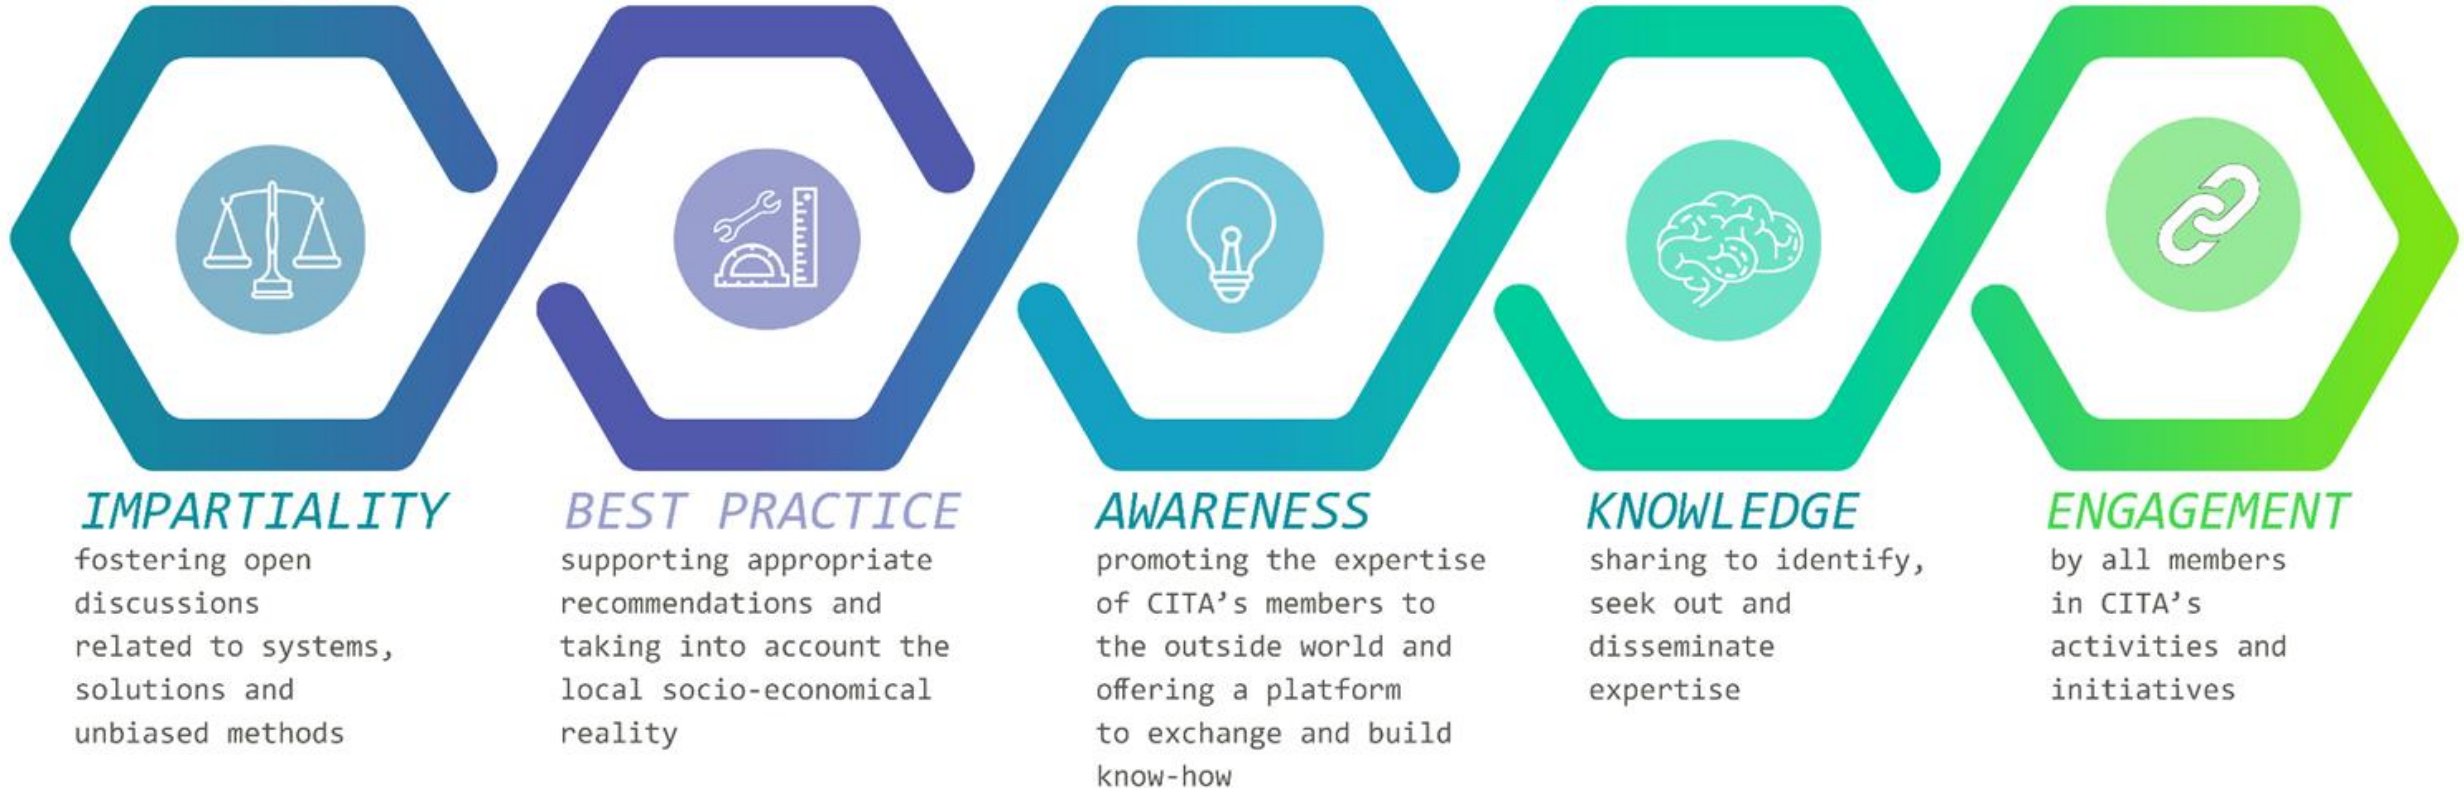 IMPARTIALITY
fostering open
discussions
related to systems,
solutions and
unbiased methods
BEST PRACTICE
supporting appropriate
recommendations and
taking into account the
local socio-economical
reality
AWARENESS
promoting the expertise
of CITA’s members to
the outside world and
offering a platform
to exchange and build
know-how
KNOWLEDGE
sharing to identify,
seek out and
disseminate
expertise
ENGAGEMENT
by all members
in CITA’s
activities and
initiatives